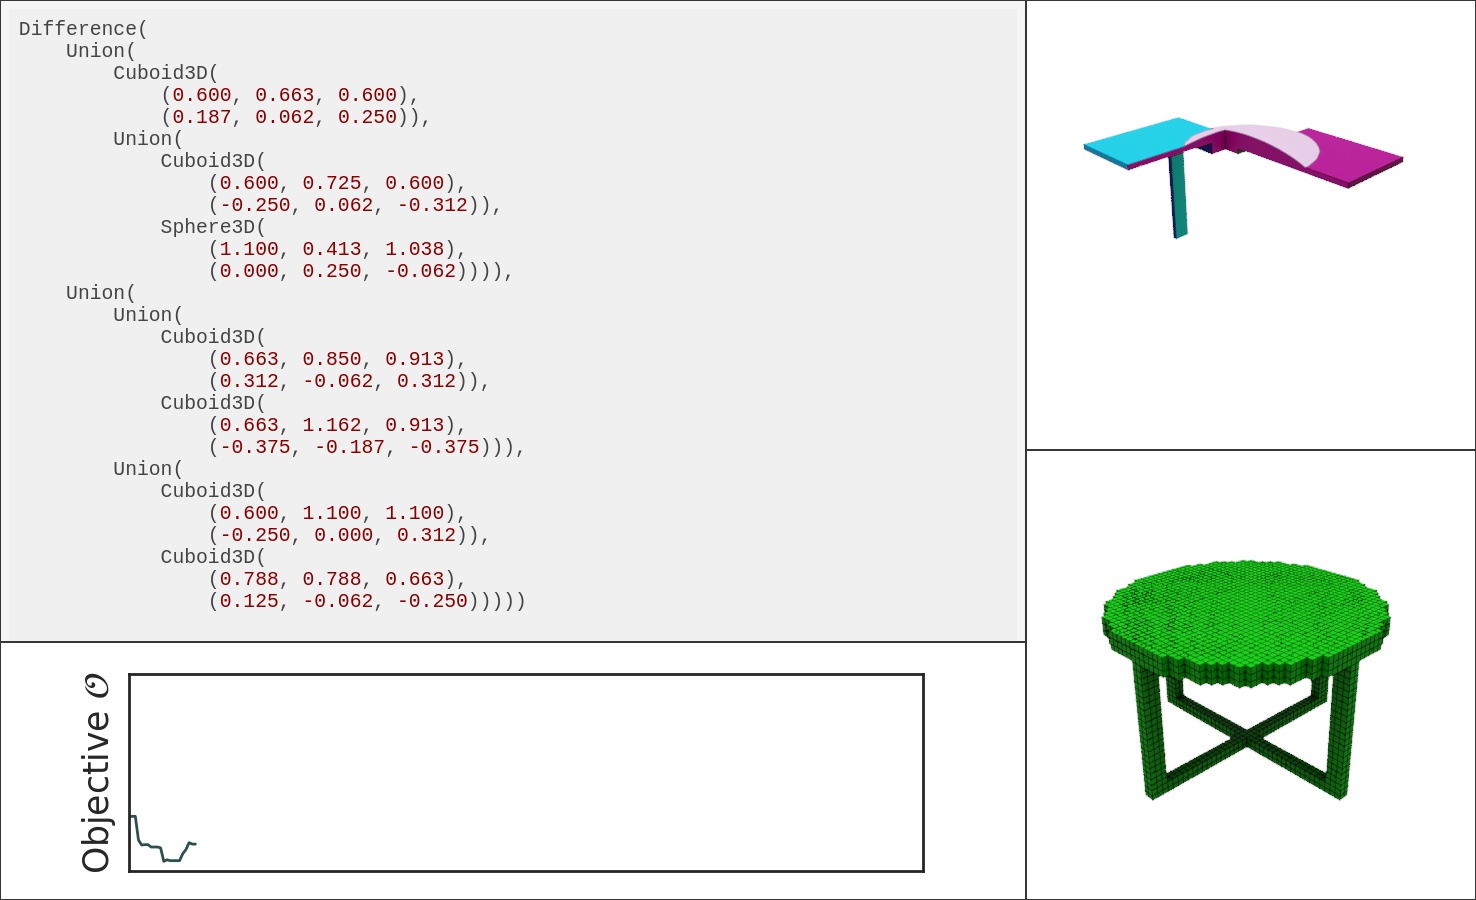 Difference(
    Union(
        Cuboid3D(
            (0.600, 0.663, 0.600),
            (0.187, 0.062, 0.250)),
        Union(
            Cuboid3D(
                (0.600, 0.725, 0.600),
                (-0.250, 0.062, -0.312)),
            Sphere3D(
                (1.100, 0.413, 1.038),
                (0.000, 0.250, -0.062)))),
    Union(
        Union(
            Cuboid3D(
                (0.663, 0.850, 0.913),
                (0.312, -0.062, 0.312)),
            Cuboid3D(
                (0.663, 1.162, 0.913),
                (-0.375, -0.187, -0.375))),
        Union(
            Cuboid3D(
                (0.600, 1.100, 1.100),
                (-0.250, 0.000, 0.312)),
            Cuboid3D(
                (0.788, 0.788, 0.663),
                (0.125, -0.062, -0.250)))))
Objective 𝒪